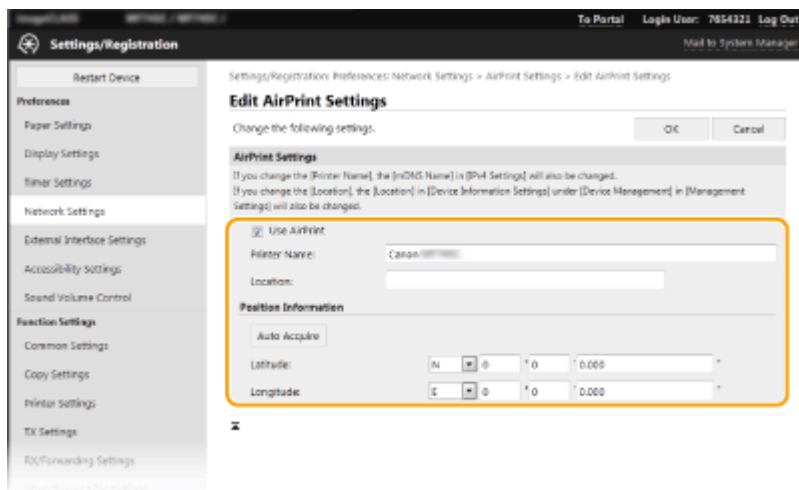 To Portal Login User: 7654321 Log Out
Settings/Registration
Mail to System Manager
Restart Device
Preferences
Paper Settings
Display Settings
Timer Settings
Network Settings
External Interface Settings
Accessibility Settings
Sound Volume Control
Function Settings
Common Settings
Copy Settings
Printer Settings
TX Settings
RX/Forwarding Settings
Settings/Registration: Preferences: Network Settings > AirPrint Settings > Edit AirPrint Settings
Edit AirPrint Settings
Change the following settings.
OK Cancel
AirPrint Settings
If you change the [Printer Name], the [mDNS Name] in [IPv4 Settings] will also be changed.
If you change the [Location], the [Location] in [Device Information Settings] under [Device Management] in [Management
Settings] will also be changed.
Use AirPrint
Printer Name: Canon
Location:
Position Information
Auto Acquire
Latitude: N 0 ° 0 ' 0.000 "
Longitude: E 0 ° 0 ' 0.000 "